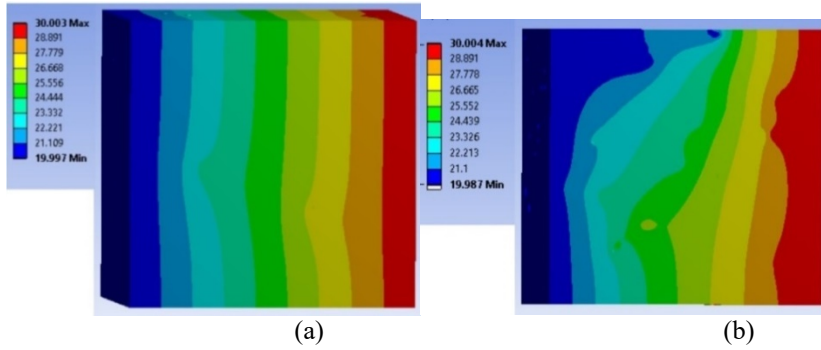 30.003 Max
28.891
27.779
26.668
25.556
24.444
23.332
22.221
21.109
19.997 Min
30.004 Max
28.891
27.778
26.665
25.552
24.439
23.326
22.213
21.1
19.987 Min
(a)
(b)